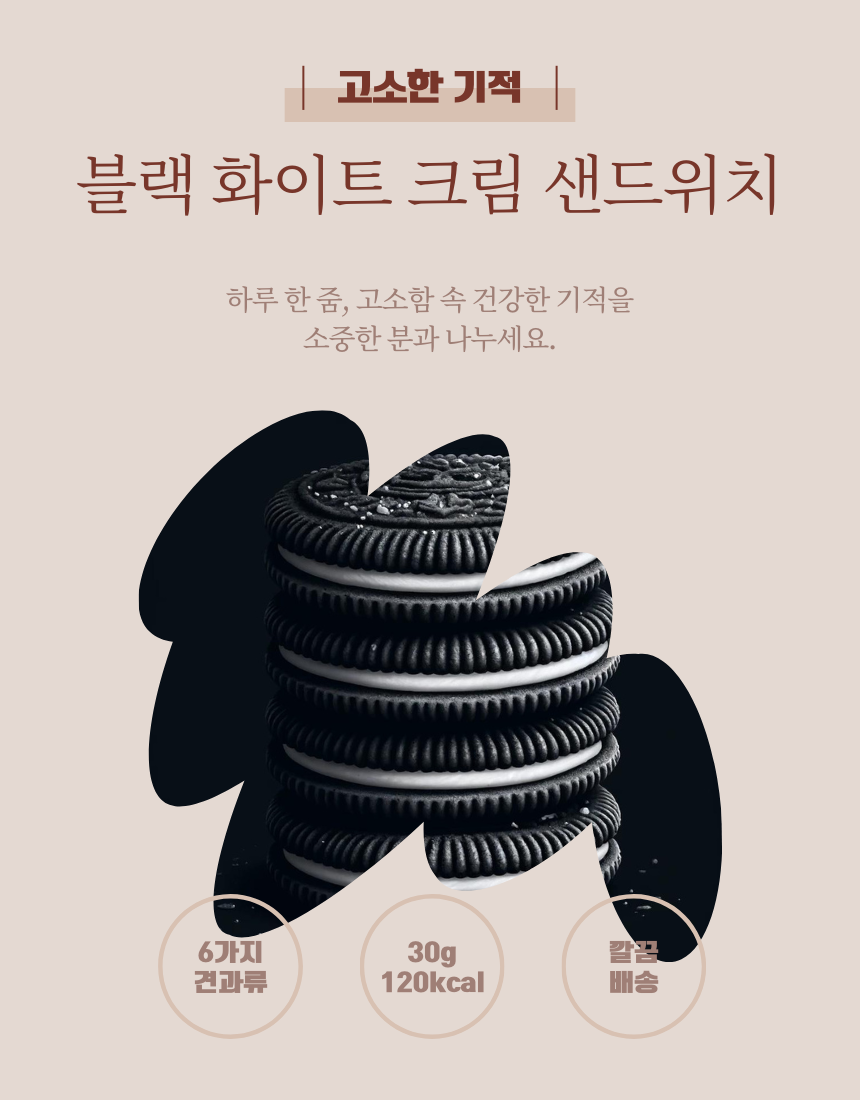 고소한 기적
블랙 화이트 크림 샌드위치
하루 한 줌, 고소함 속 건강한 기적을
소중한 분과 나누세요.
6가지
견과류
30g
120kcal
깔끔
배송